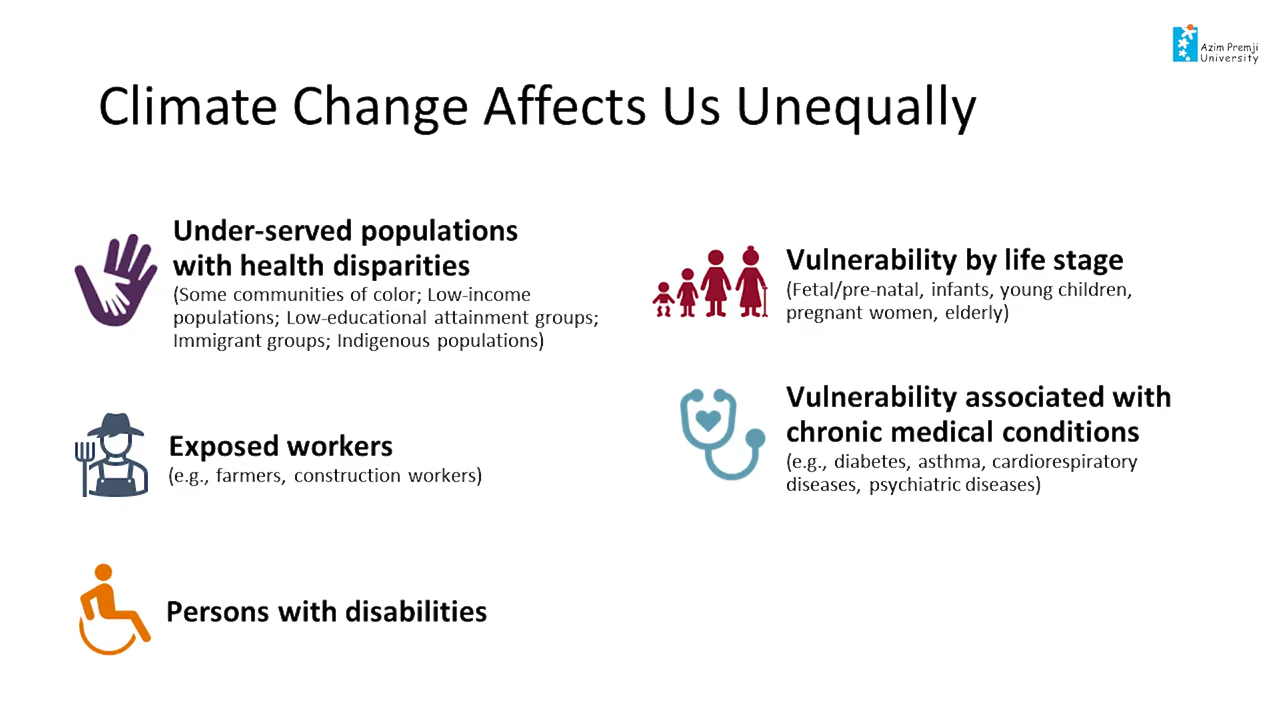 Azim Premji
University
Climate Change Affects Us Unequally
Under-served populations
with health disparities
(Some communities of color; Low-income
populations; Low-educational attainment groups;
Immigrant groups; Indigenous populations)
Exposed workers
(e.g., farmers, construction workers)
Persons with disabilities
Vulnerability by life stage
(Fetal/pre-natal, infants, young children,
pregnant women, elderly)
Vulnerability associated with
chronic medical conditions
(e.g., diabetes, asthma, cardiorespiratory
diseases, psychiatric diseases)